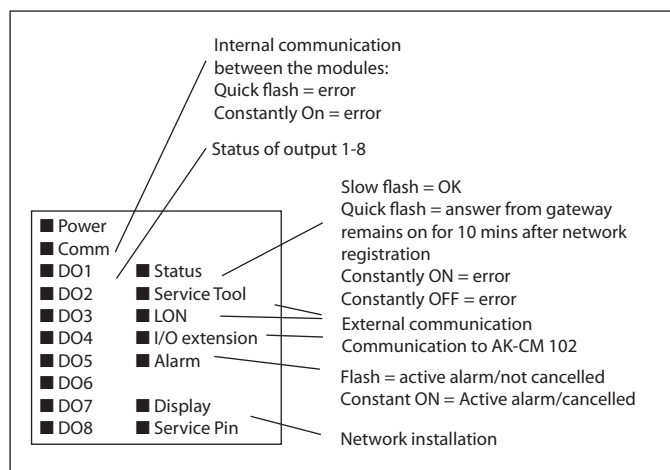 Internal communication
between the modules:
Quick flash = error
Constantly On = error
Status of output 1-8
Slow flash = OK
Quick flash = answer from gateway
remains on for 10 mins after network
registration
Constantly ON = error
Constantly OFF = error
External communication
Communication to AK-CM 102
Flash = active alarm/not cancelled
Constant ON = Active alarm/cancelled
Network installation
Power
Comm
DO1
DO2
DO3
DO4
DO5
DO6
DO7
DO8
Status
Service Tool
LON
I/O extension
Alarm
Display
Service Pin